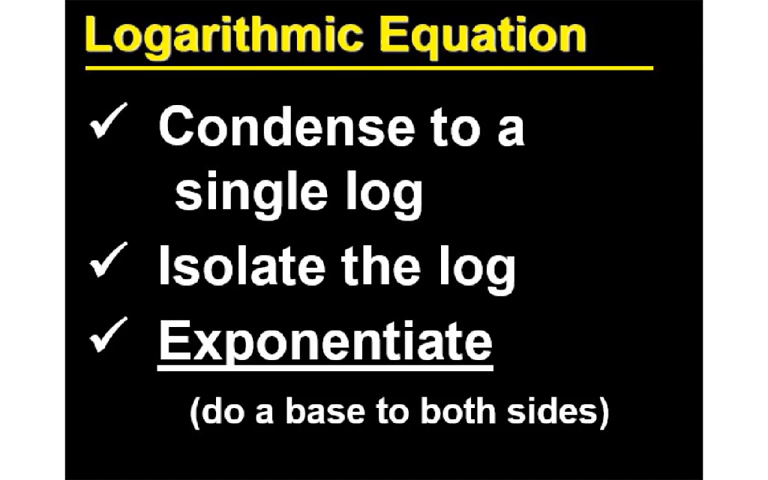 Logarithmic Equation
✓ Condense to a
single log
✓ Isolate the log
✓ Exponentiate
(do a base to both sides)